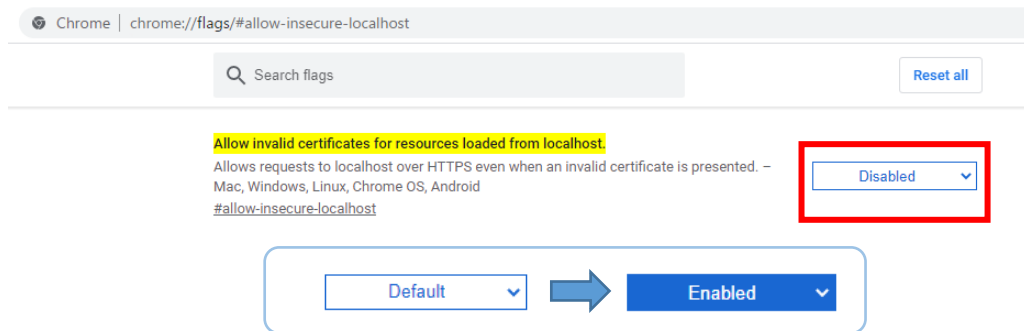 Chrome | chrome://flags/#allow-insecure-localhost
Search flags
Reset all
Allow invalid certificates for resources loaded from localhost.
Allows requests to localhost over HTTPS even when an invalid certificate is presented. –
Mac, Windows, Linux, Chrome OS, Android
#allow-insecure-localhost
Disabled
Default
Enabled